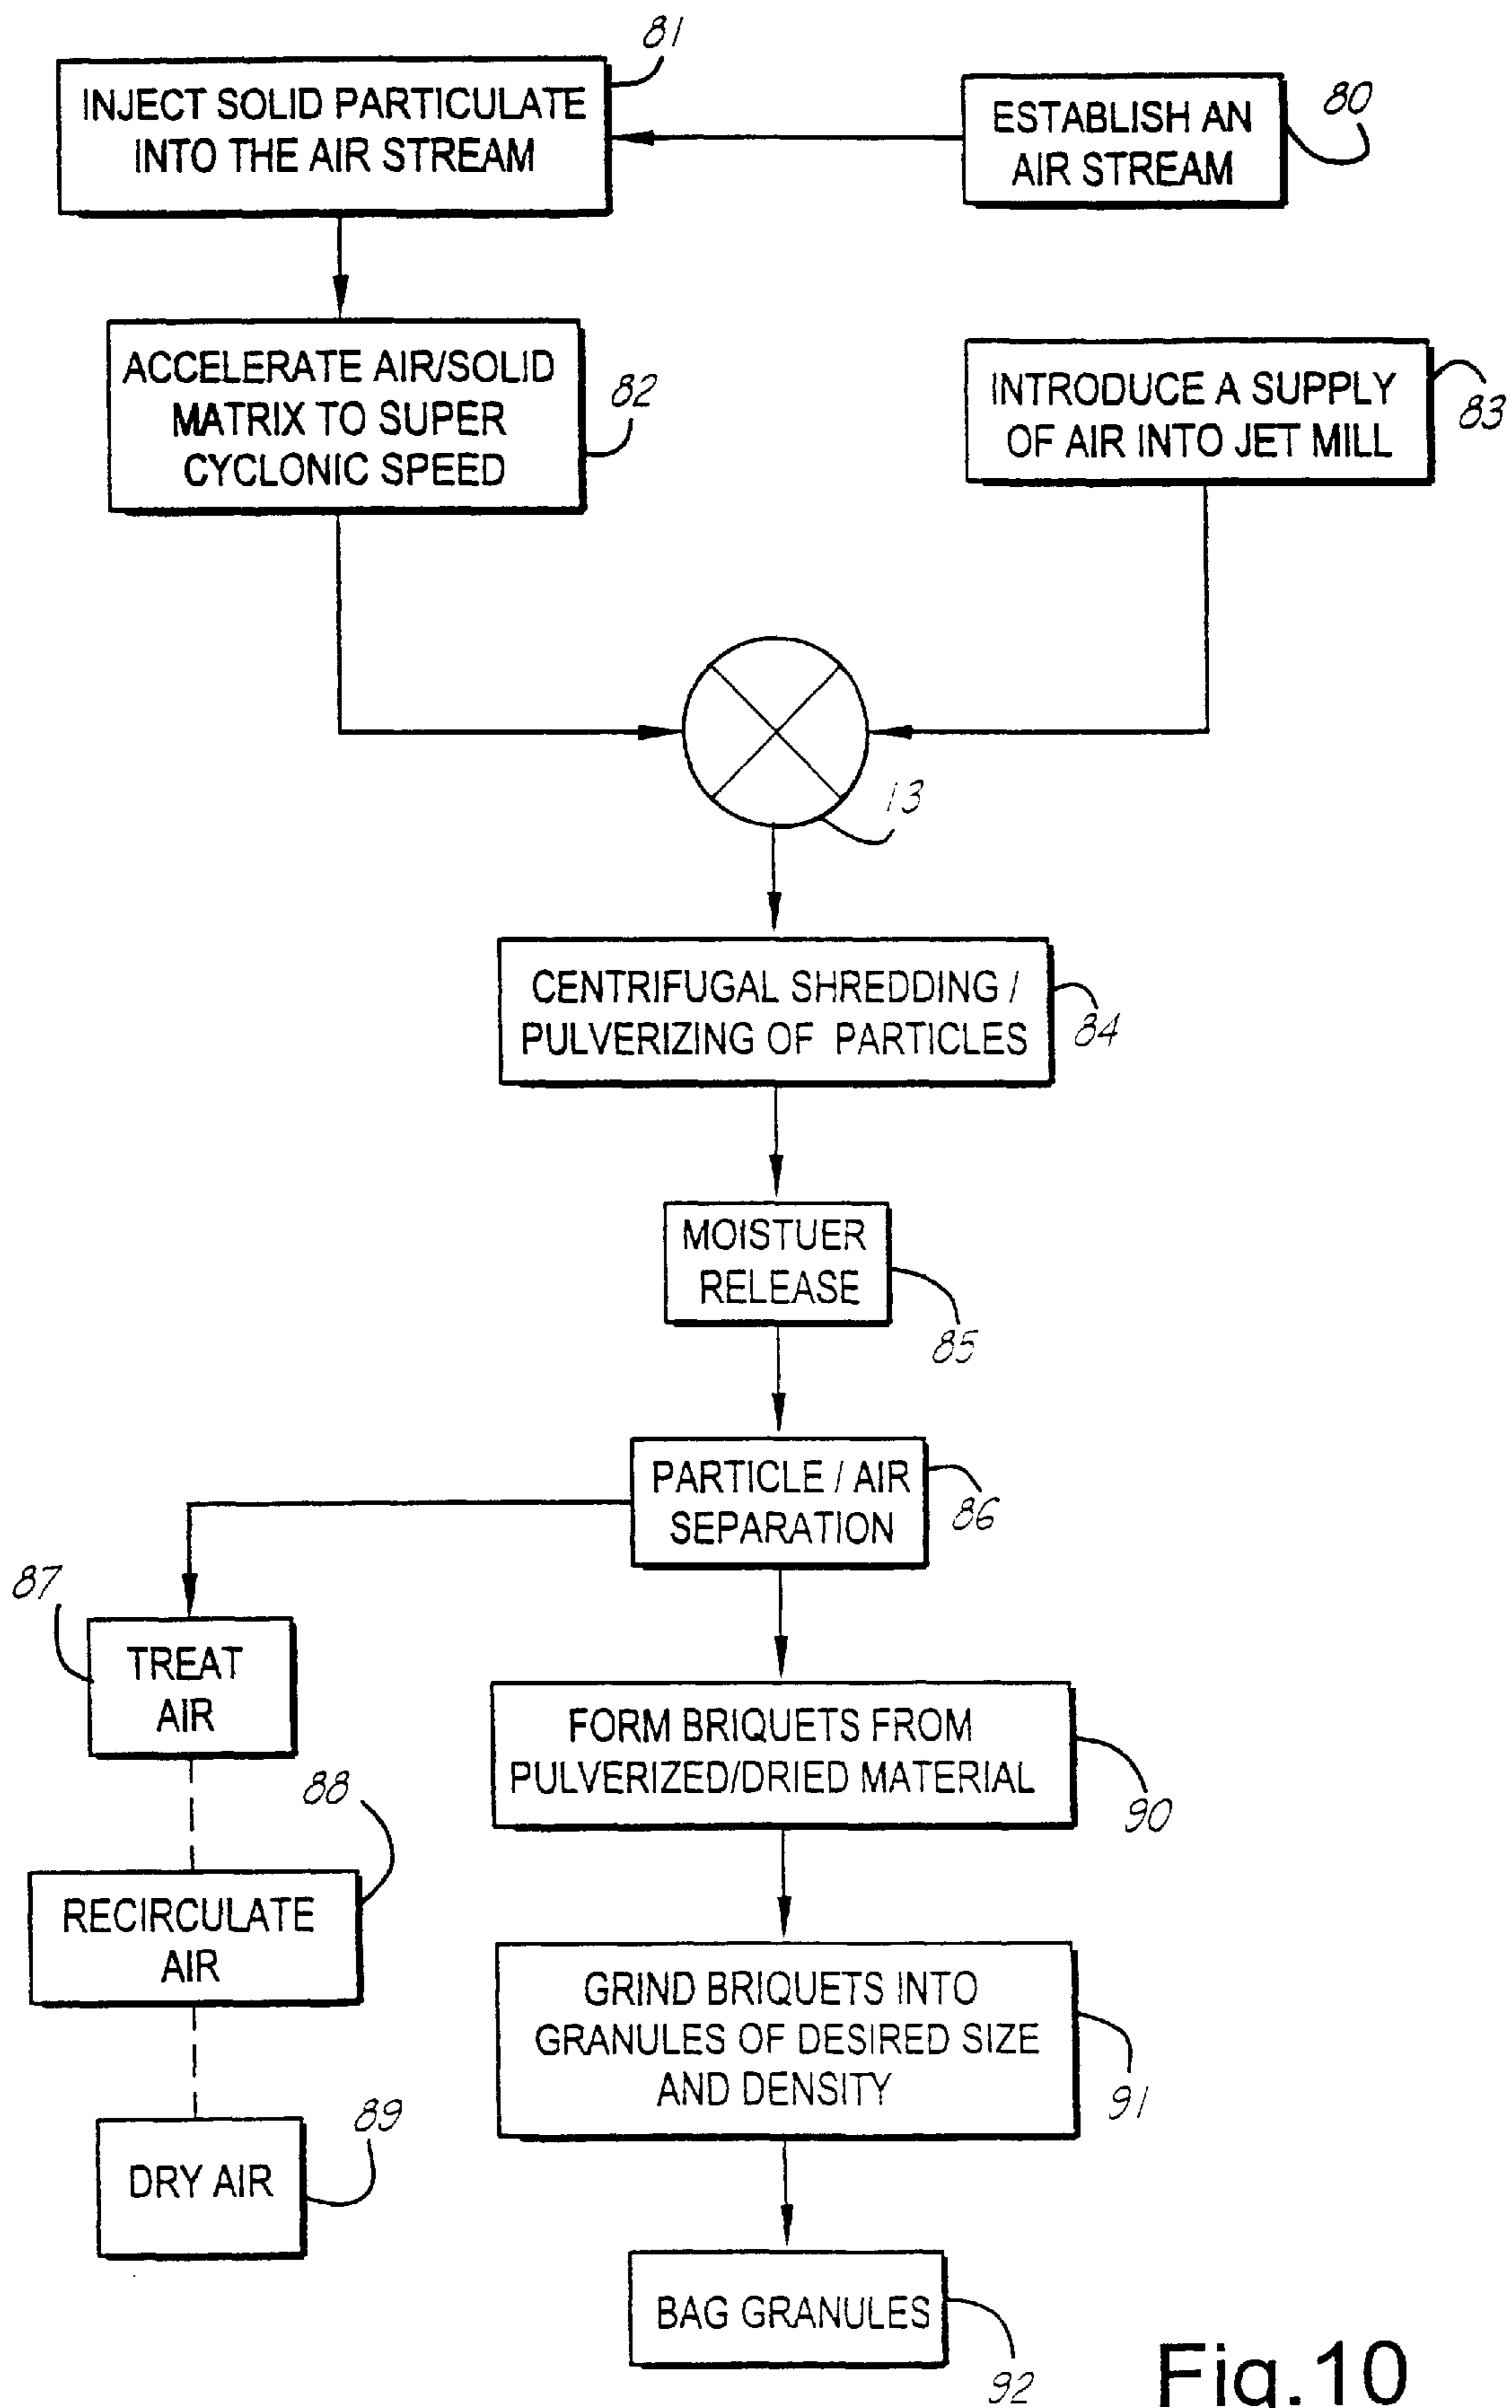 81
INJECT SOLID PARTICULATE
INTO THE AIR STREAM
80
ESTABLISH AN
AIR STREAM
ACCELERATE AIR/SOLID
MATRIX TO SUPER
CYCLONIC SPEED
82
INTRODUCE A SUPPLY
OF AIR INTO JET MILL
83
13
CENTRIFUGAL SHREDDING /
PULVERIZING OF PARTICLES
84
MOISTUER
RELEASE
85
PARTICLE / AIR
SEPARATION
86
87
TREAT
AIR
FORM BRIQUETS FROM
PULVERIZED/DRIED MATERIAL
90
88
RECIRCULATE
AIR
GRIND BRIQUETS INTO
GRANULES OF DESIRED SIZE
AND DENSITY
91
89
DRY AIR
BAG GRANULES
92
Fig.10